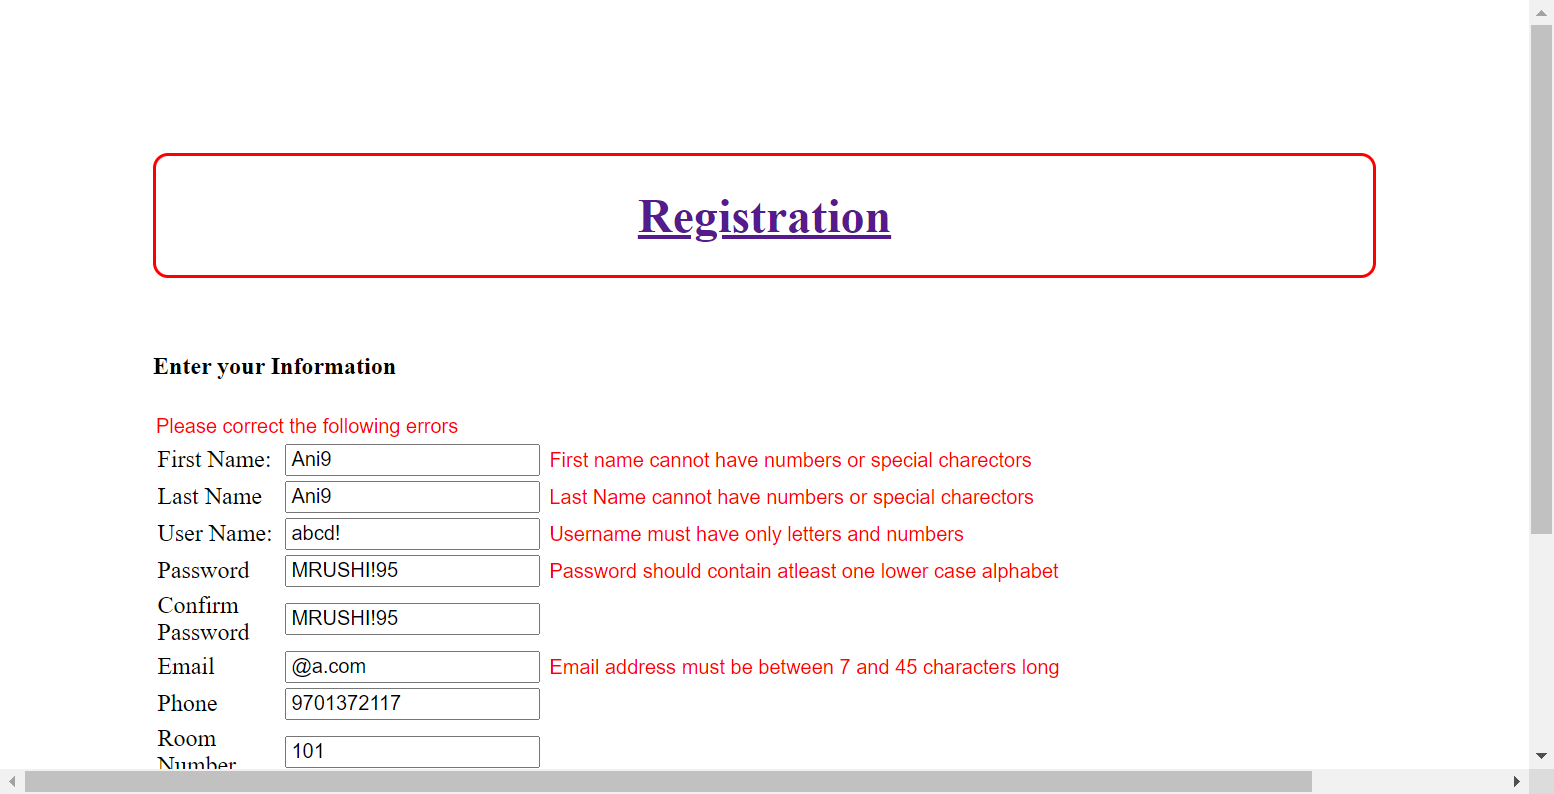 Registration
Enter your Information
Please correct the following errors
First Name: Ani9 First name cannot have numbers or special charectors
Last Name Ani9 Last Name cannot have numbers or special charectors
User Name: abcd! Username must have only letters and numbers
Password MRUSHI!95 Password should contain atleast one lower case alphabet
Confirm
Password MRUSHI!95
Email @a.com Email address must be between 7 and 45 characters long
Phone 9701372117
Room
Number 101